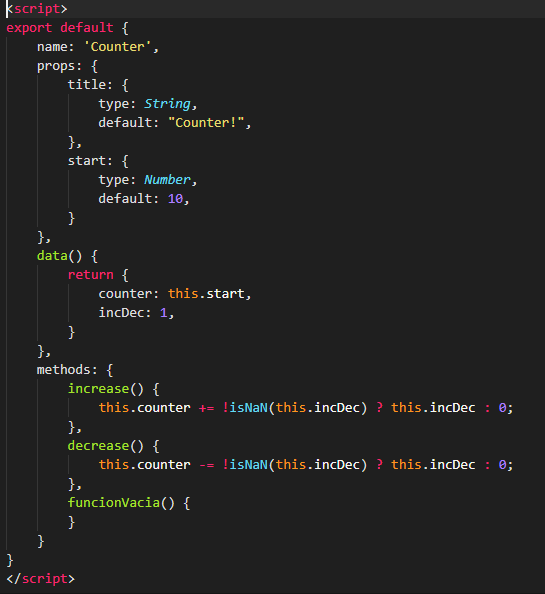 <script>
export default {
    name: 'Counter',
    props: {
        title: {
            type: String,
            default: "Counter!",
        },
        start: {
            type: Number,
            default: 10,
        }
    },
    data() {
        return {
            counter: this.start,
            incDec: 1,
        }
    },
    methods: {
        increase() {
            this.counter += !isNaN(this.incDec) ? this.incDec : 0;
        },
        decrease() {
            this.counter -= !isNaN(this.incDec) ? this.incDec : 0;
        },
        funcionVacia() {
        }
    }
}
</script>